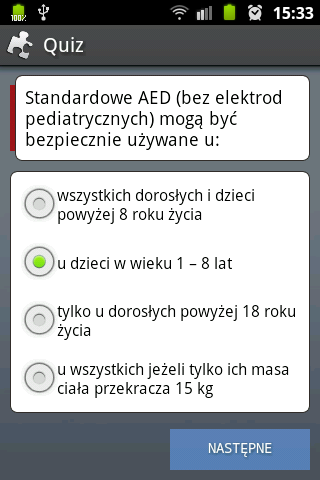 100%
15:33
Quiz
Standardowe AED (bez elektrod
pediatrycznych) mogą być
bezpiecznie używane u:
wszystkich dorosłych i dzieci
powyżej 8 roku życia
u dzieci w wieku 1 – 8 lat
tylko u dorosłych powyżej 18 roku
życia
u wszystkich jeżeli tylko ich masa
ciała przekracza 15 kg
NASTĘPNE